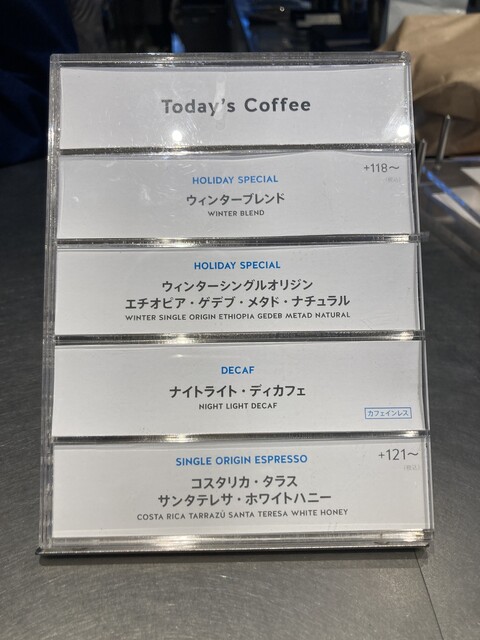 Today's Coffee
+118〜
HOLIDAY SPECIAL
ウィンターブレンド
WINTER BLEND
HOLIDAY SPECIAL
ウィンターシングルオリジン
エチオピア・ゲデブ・メタド・ナチュラル
WINTER SINGLE ORIGIN ETHIOPIA GEDEB METAD NATURAL
DECAF
ナイトライト・ディカフェ
NIGHT LIGHT DECAF
カフェインレス
+121〜
(税込)
SINGLE ORIGIN ESPRESSO
コスタリカ・タラス
サンタテレサ・ホワイトハニー
COSTA RICA TARRAZÚ SANTA TERESA WHITE HONEY